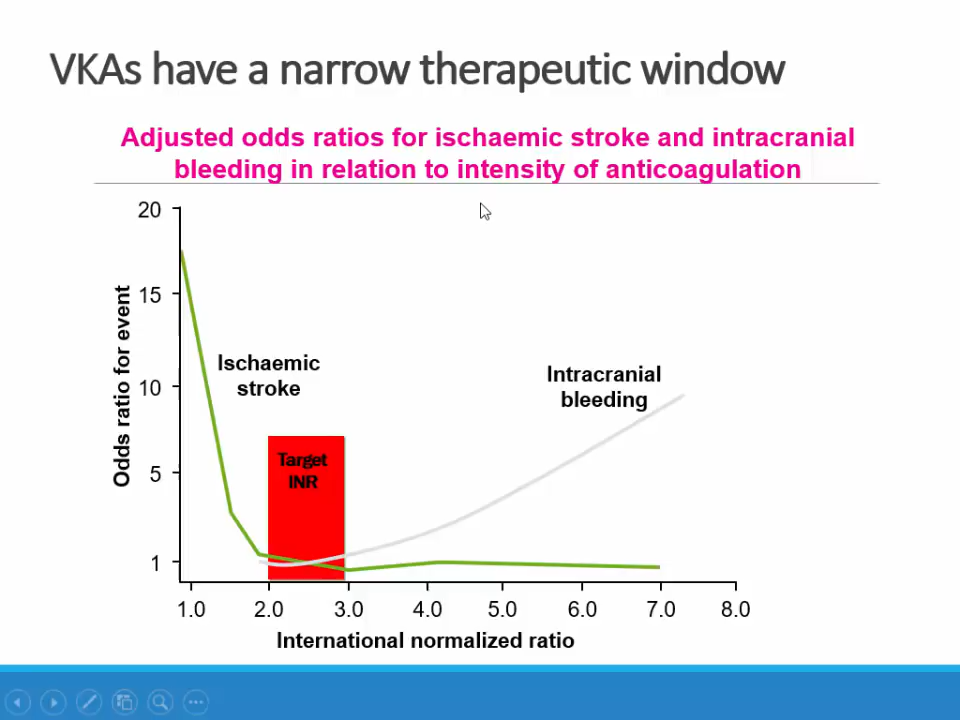 VKAs have a narrow therapeutic window
Adjusted odds ratios for ischaemic stroke and intracranial
bleeding in relation to intensity of anticoagulation
Odds ratio for event
20
15
10
5
1
Ischaemic
stroke
Intracranial
bleeding
Target
INR
1.0 2.0 3.0 4.0 5.0 6.0 7.0 8.0
International normalized ratio